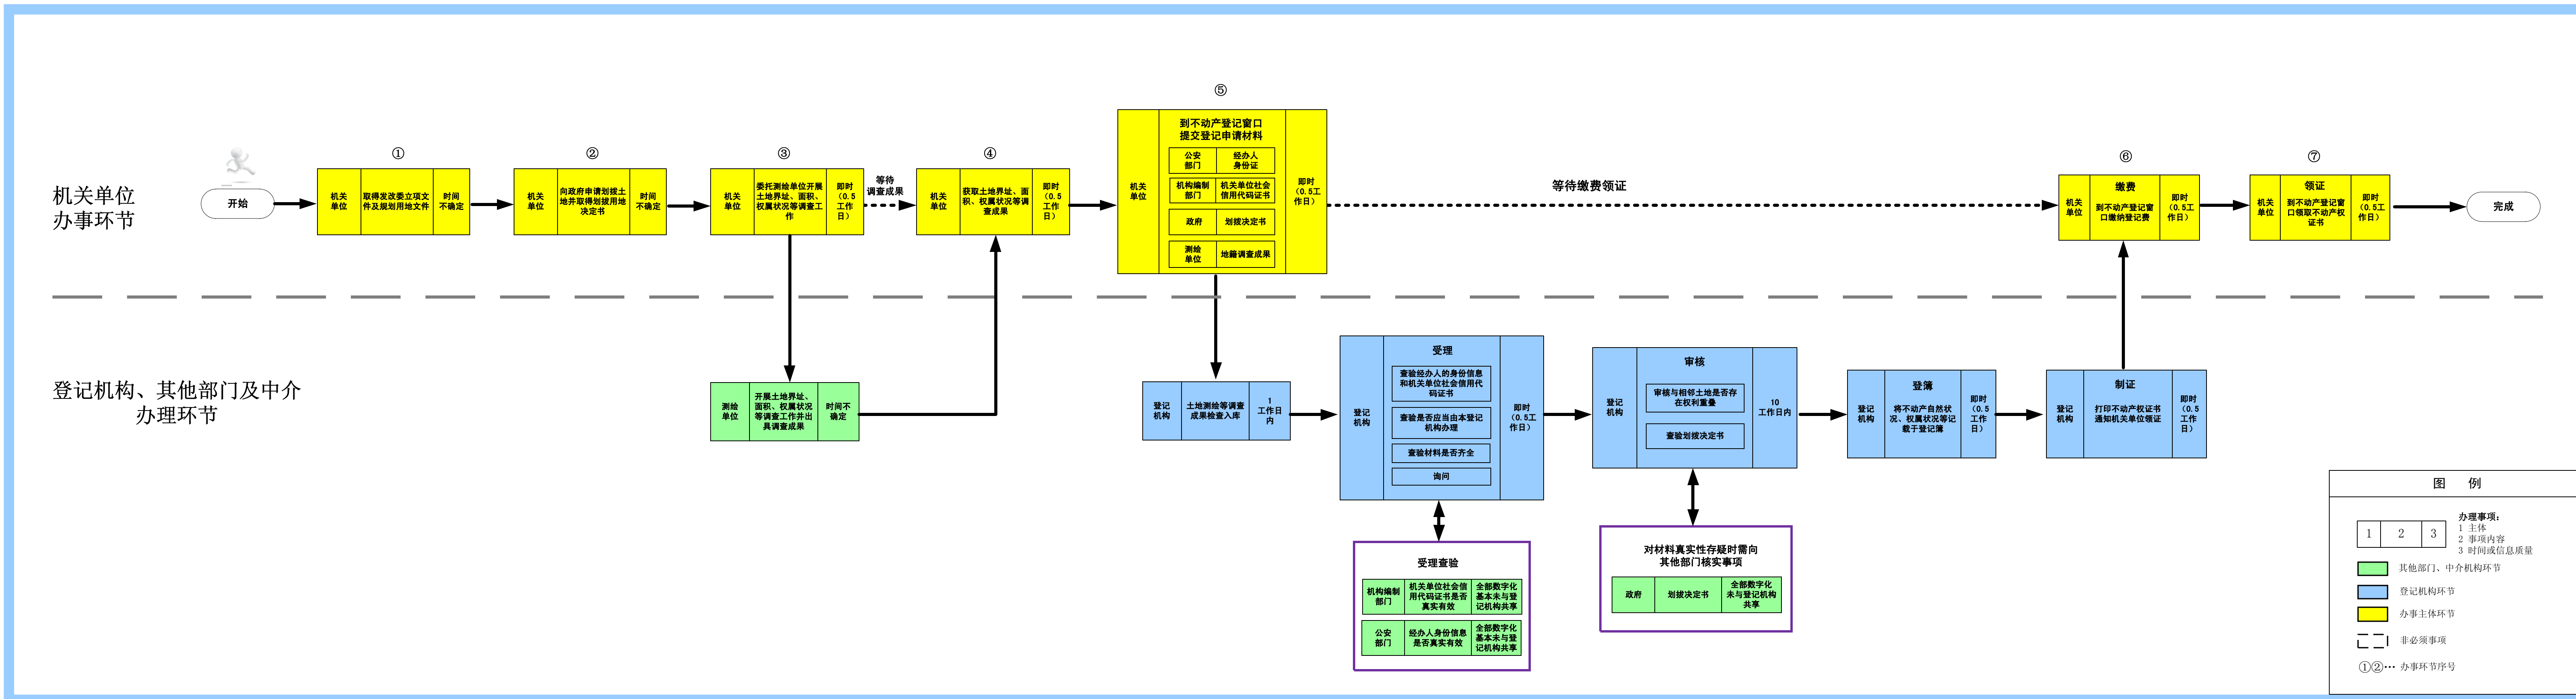 机关单位
办事环节
开始
①
机关
单位
取得发改委立项文
件及规划用地文件
时间
不确定
②
机关
单位
向政府申请划拨土
地并取得划拨用地
决定书
时间
不确定
③
机关
单位
委托测绘单位开展
土地界址、面积、
权属状况等调查工
作
即时
(0.5
工作
日)
等待
调查成果
④
机关
单位
获取土地界址、面
积、权属状况等调
查成果
即时
(0.5
工作
日)
⑤
机关
单位
到不动产登记窗口
提交登记申请材料
公安
部门
经办人
身份证
机构编制
部门
机关单位社会
信用代码证书
政府
划拨决定书
测绘
单位
地籍调查成果
即时
(0.5工
作日)
等待缴费领证
⑥
机关
单位
缴费
到不动产登记窗
口缴纳登记费
即时
(0.5工
作日)
⑦
机关
单位
领证
到不动产登记窗
口领取不动产权
证书
即时
(0.5工
作日)
完成
登记机构、其他部门及中介
办理环节
测绘
单位
开展土地界址、
面积、权属状况
等调查工作并出
具调查成果
时间不
确定
登记
机构
土地测绘等调查
成果检查入库
1
工作日
内
登记
机构
受理
查验经办人的身份信息
和机关单位社会信用代
码证书
查验是否应当由本登记
机构办理
查验材料是否齐全
询问
即时
(0.5工
作日)
登记
机构
审核
审核与相邻土地是否存
在权利重叠
查验划拨决定书
10
工作日内
登记
机构
登簿
将不动产自然状
况、权属状况等记
载于登记簿
即时
(0.5
工作
日)
登记
机构
制证
打印不动产权证书
通知机关单位领证
即时
(0.5
工作
日)
受理查验
机构编制
部门
机关单位社会信
用代码证书是否
真实有效
全部数字化
基本未与登
记机构共享
公安
部门
经办人身份信息
是否真实有效
全部数字化
基本未与登
记机构共享
对材料真实性存疑时需向
其他部门核实事项
政府
划拨决定书
全部数字化
未与登记机构
共享
图 例
1 2 3
办理事项：
1 主体
2 事项内容
3 时间或信息质量
其他部门、中介机构环节
登记机构环节
办事主体环节
非必须事项
①②… 办事环节序号